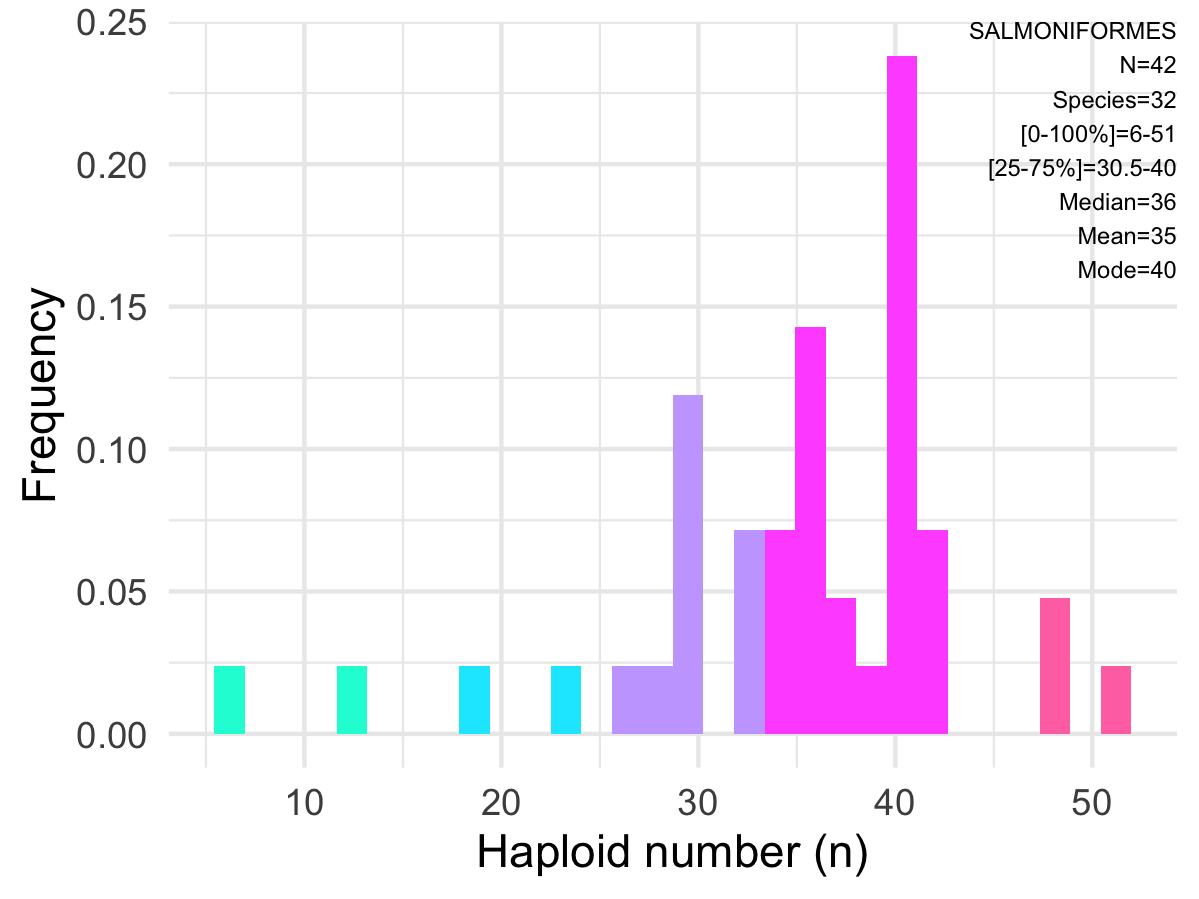 SALMONIFORMES
N=42
Species=32
[0-100%]=6-51
[25-75%]=30.5-40
Median=36
Mean=35
Mode=40
Frequency
0.25
0.20
0.15
0.10
0.05
0.00
10 20 30 40 50
Haploid number (n)